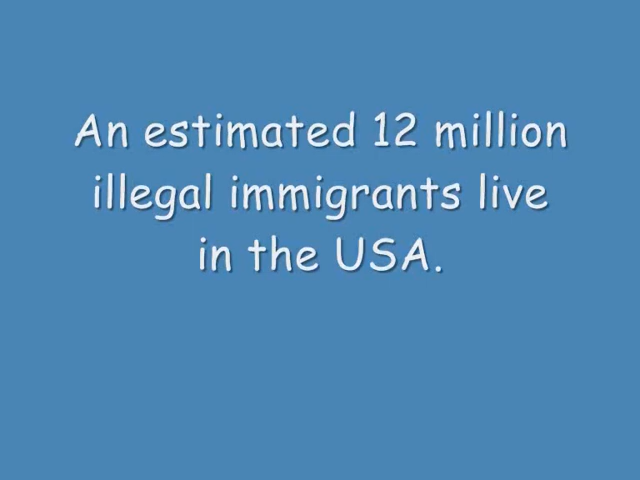 An estimated 12 million
illegal immigrants live
in the USA.